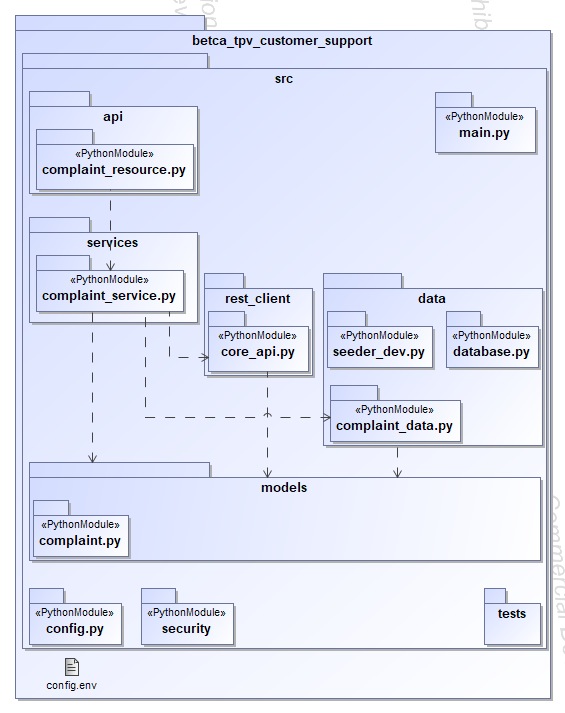 betca_tpv_customer_support
src
api
«PythonModule»
complaint_resource.py
«PythonModule»
main.py
services
«PythonModule»
complaint_service.py
rest_client
«PythonModule»
core_api.py
data
«PythonModule»
seeder_dev.py
«PythonModule»
database.py
«PythonModule»
complaint_data.py
models
«PythonModule»
complaint.py
«PythonModule»
config.py
«PythonModule»
security
tests
config.env